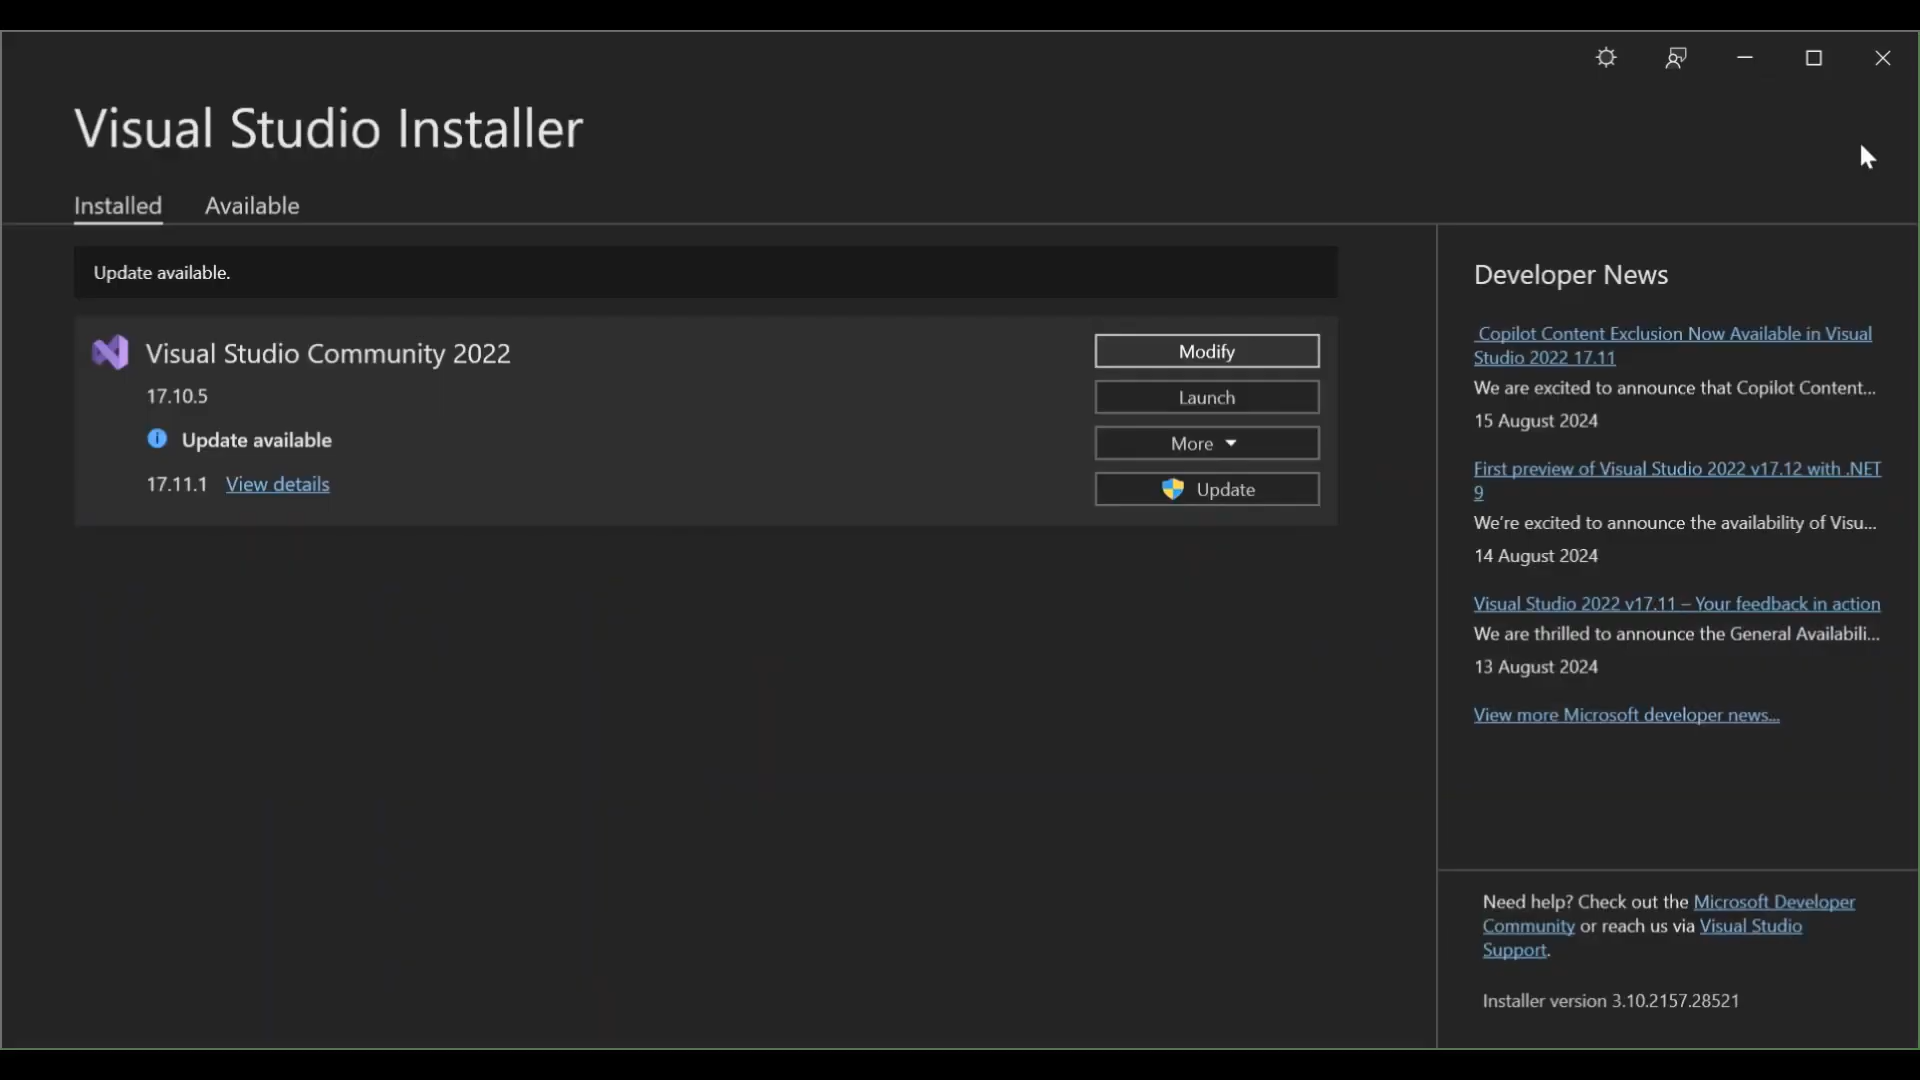 Visual Studio Installer
Installed
Available
Update available.
Visual Studio Community 2022
17.10.5
Update available
17.11.1 View details
Modify
Launch
More
Update
Developer News
Copilot Content Exclusion Now Available in Visual
Studio 2022 17.11
We are excited to announce that Copilot Content...
15 August 2024
First preview of Visual Studio 2022 v17.12 with .NET
9
We're excited to announce the availability of Visu...
14 August 2024
Visual Studio 2022 v17.11 – Your feedback in action
We are thrilled to announce the General Availabili...
13 August 2024
View more Microsoft developer news...
Need help? Check out the Microsoft Developer
Community or reach us via Visual Studio
Support.
Installer version 3.10.2157.28521